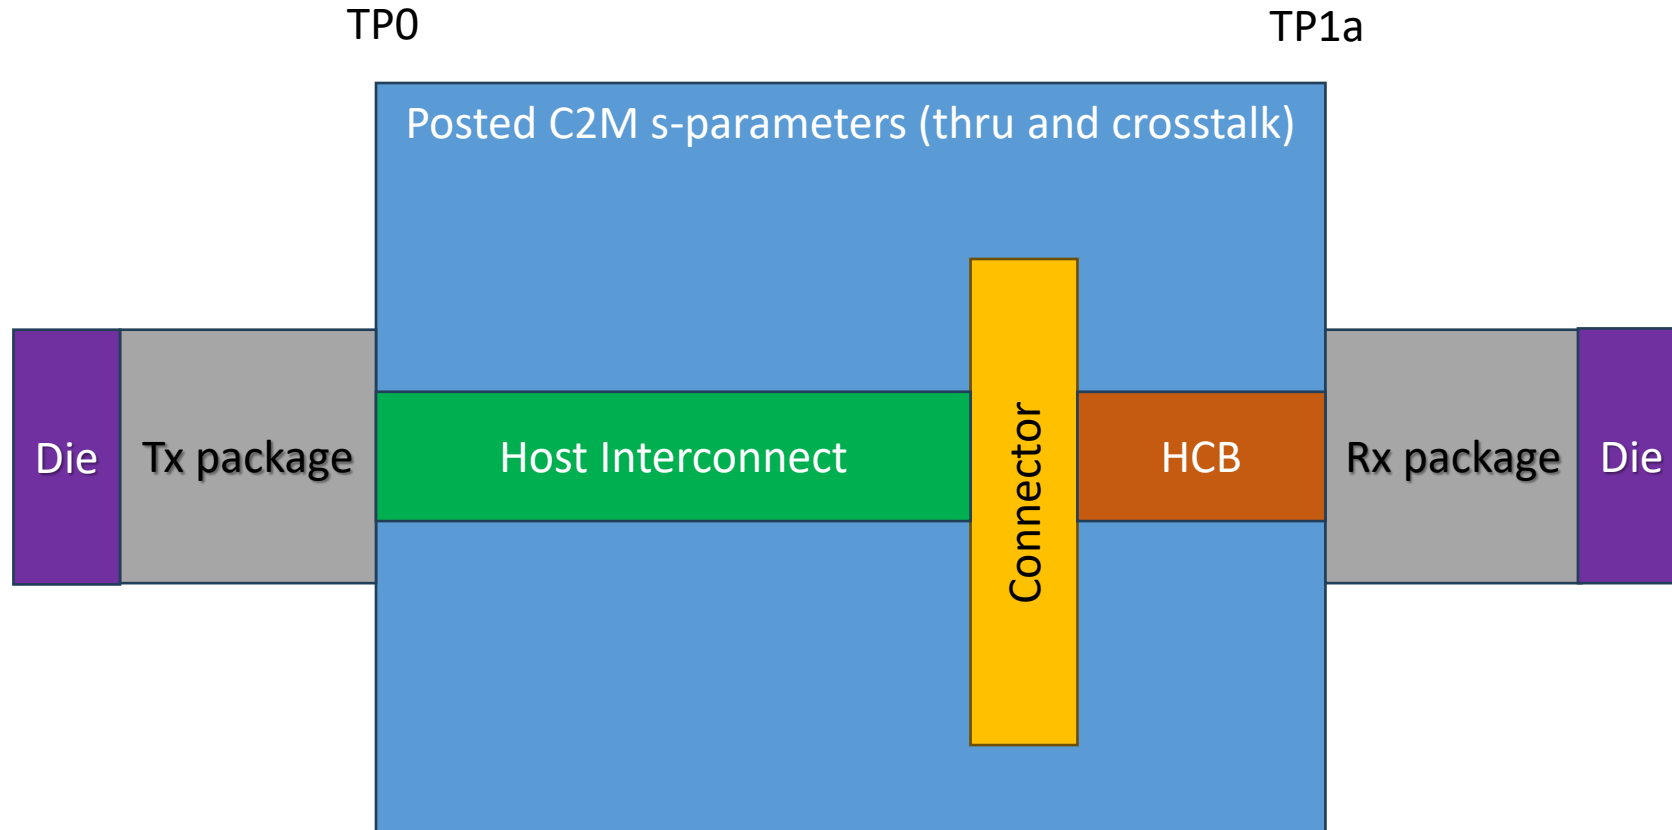 TP0
TP1a
Posted C2M s-parameters (thru and crosstalk)
Die
Tx package
Host Interconnect
Connector
HCB
Rx package
Die